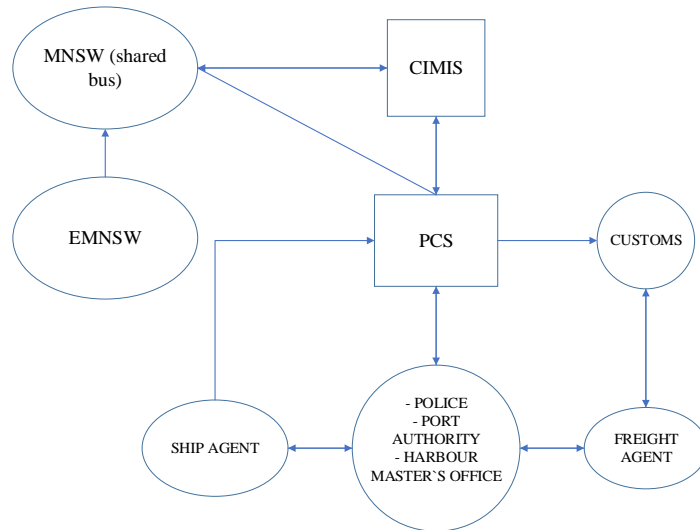 MNSW (shared
bus)
CIMIS
EMNSW
PCS
CUSTOMS
SHIP AGENT
- POLICE
- PORT
AUTHORITY
- HARBOUR
MASTER`S OFFICE
FREIGHT
AGENT